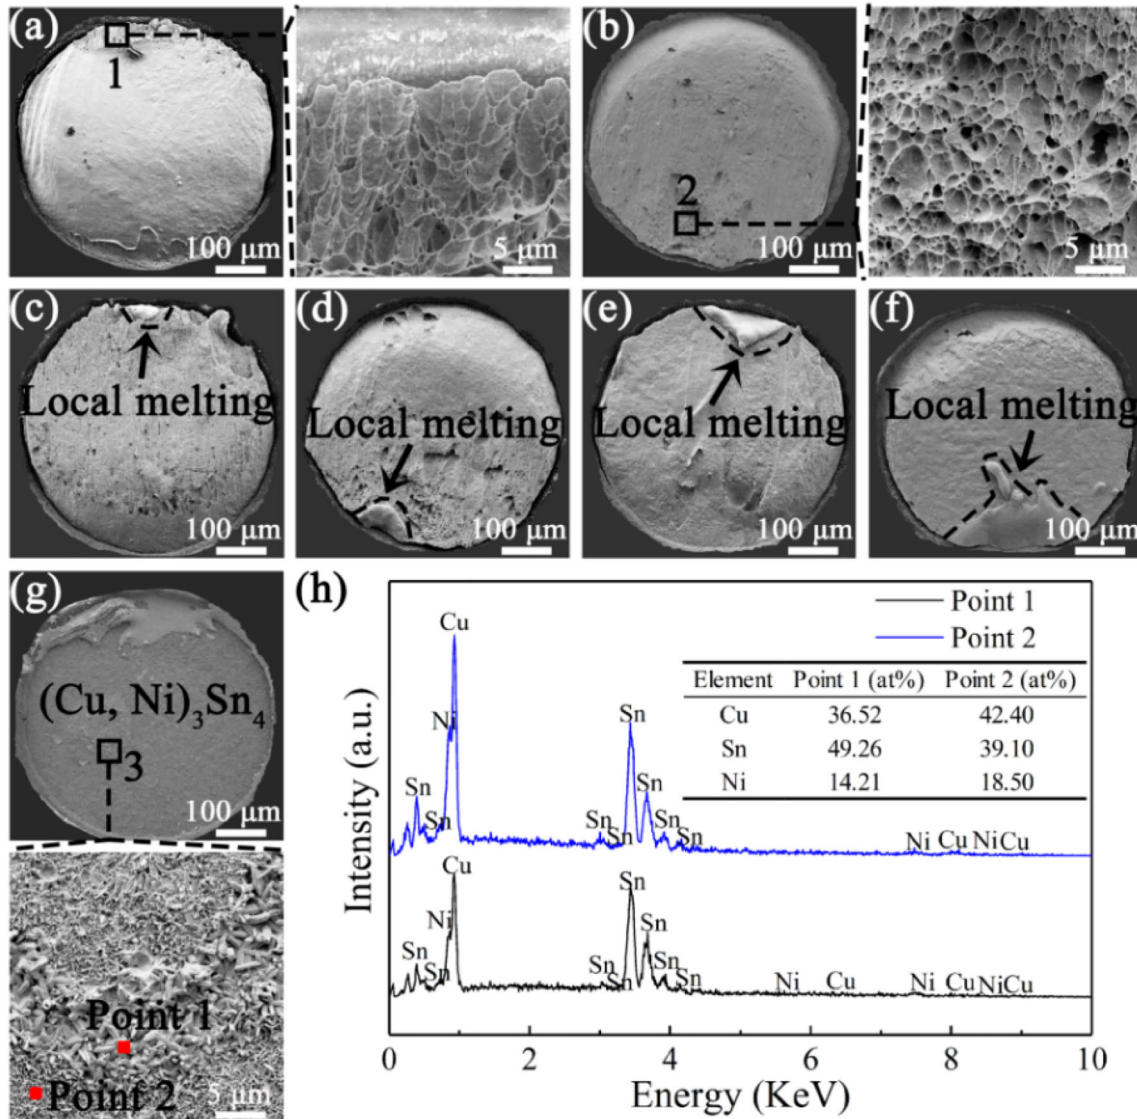 (a)
1
100 μm
5 μm
(b)
2
100 μm
5 μm
(c)
Local melting
100 μm
(d)
Local melting
100 μm
(e)
Local melting
100 μm
(f)
Local melting
100 μm
(g)
(Cu, Ni)₃Sn₄
3
100 μm
Point 1
Point 2
5 μm
(h)
Point 1
Point 2
Element Point 1 (at%) Point 2 (at%)
Cu 36.52 42.40
Sn 49.26 39.10
Ni 14.21 18.50
Cu
Ni
Sn
Sn
Sn
Sn
Sn
Sn
Sn
Sn
Ni
Cu
Ni
Cu
Cu
Ni
Sn
Sn
Sn
Sn
Sn
Sn
Sn
Sn
Ni
Cu
Ni
Cu
Ni
Cu
Intensity (a.u.)
0 2 4 6 8 10
Energy (KeV)